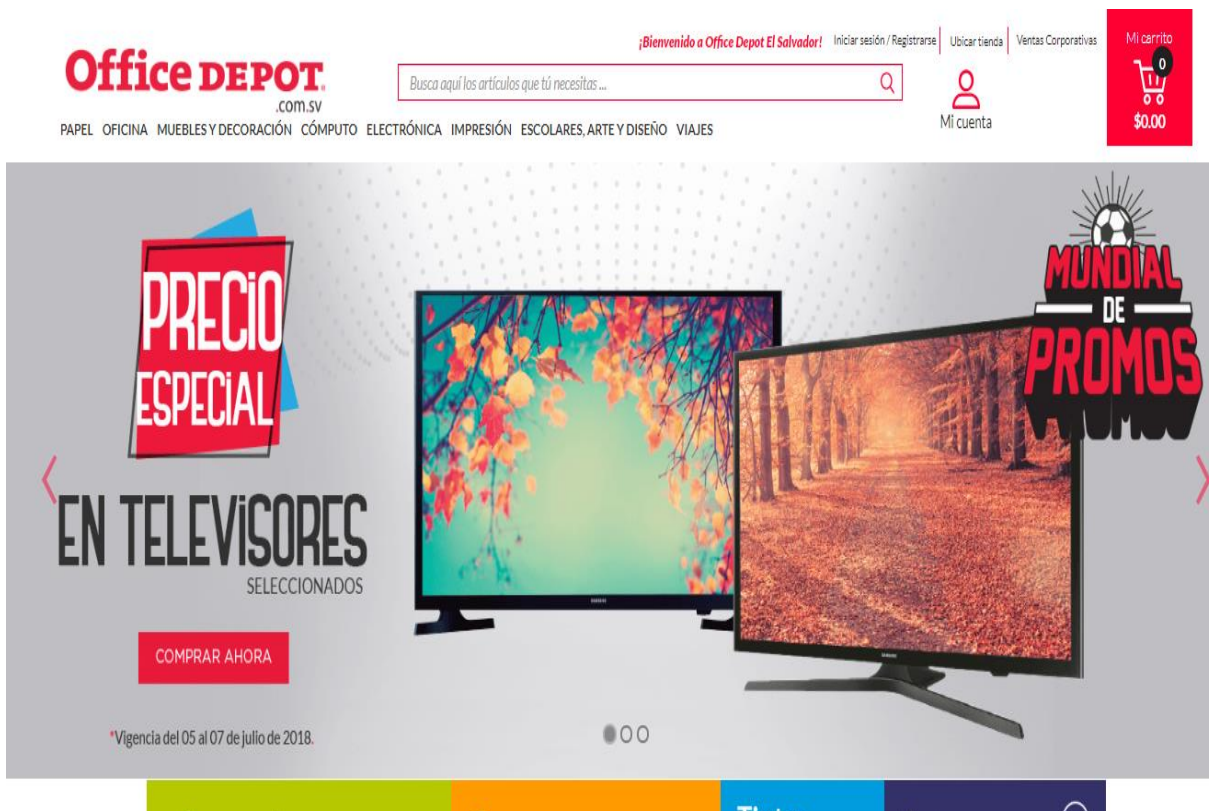 ¡Bienvenido a Office Depot El Salvador! Iniciar sesión / Registrarse Ubicar tienda Ventas Corporativas
Mi carrito
0
$0.00
Office DEPOT.
.com.sv
Busca aquí los artículos que tú necesitas ...
Mi cuenta
PAPEL OFICINA MUEBLES Y DECORACIÓN CÓMPUTO ELECTRÓNICA IMPRESIÓN ESCOLARES, ARTE Y DISEÑO VIAJES
PRECIO
ESPECIAL
EN TELEVISORES
SELECCIONADOS
COMPRAR AHORA
*Vigencia del 05 al 07 de julio de 2018.
MUNDIAL
DE
PROMOS
SAMSUNG